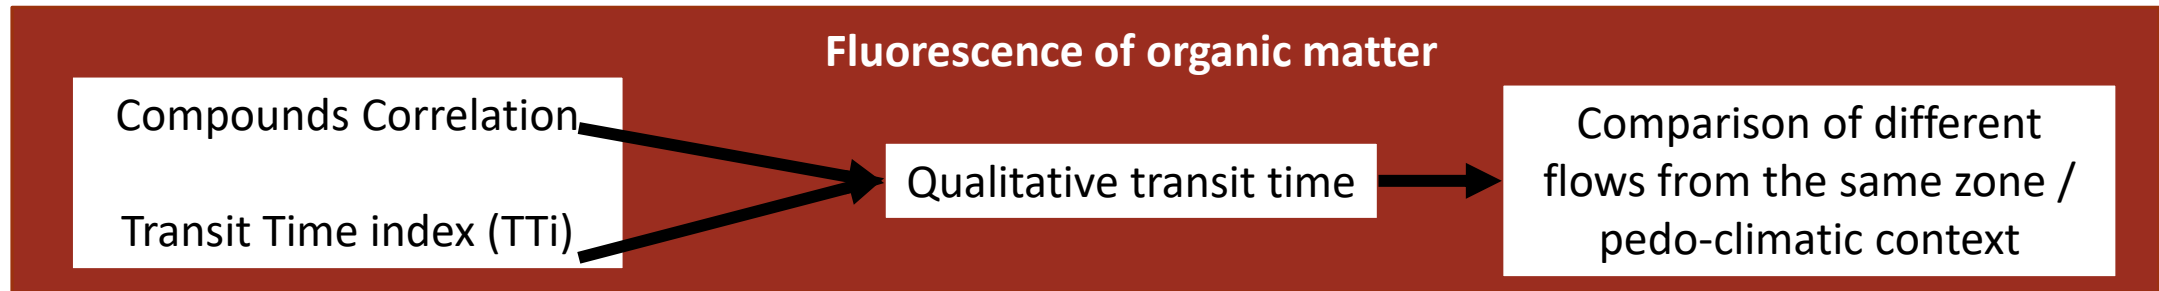 Fluorescence of organic matter
Compounds Correlation
Transit Time index (TTi)
Qualitative transit time
Comparison of different
flows from the same zone /
pedo-climatic context